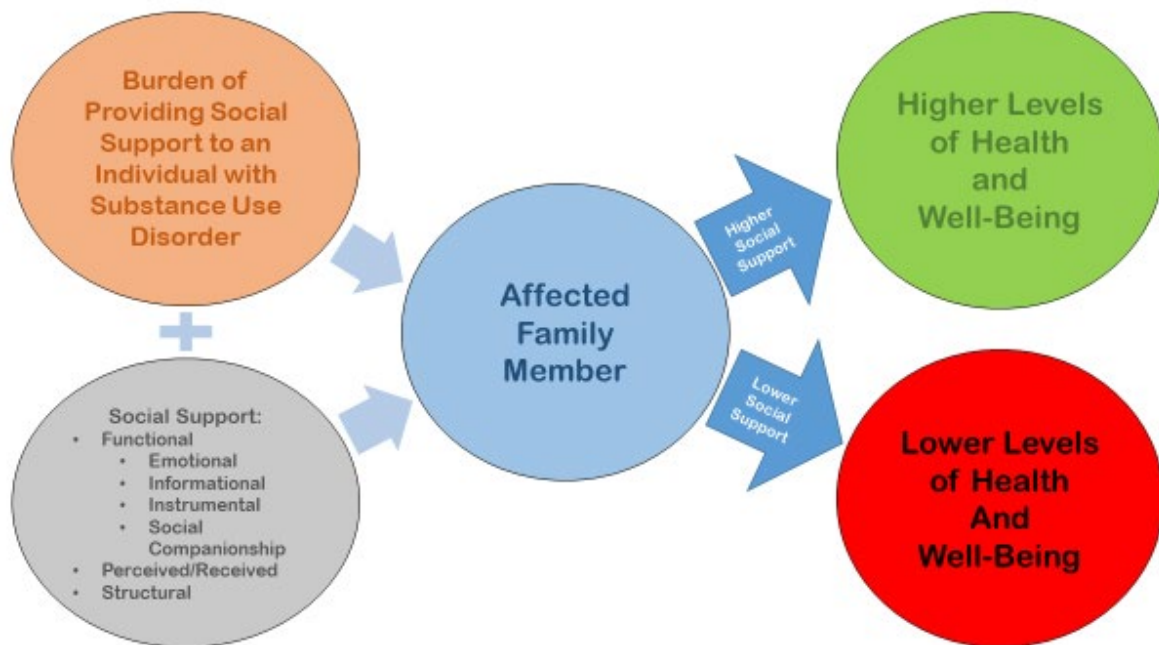 Burden of
Providing Social
Support to an
Individual with
Substance Use
Disorder
Social Support:
• Functional
• Emotional
• Informational
• Instrumental
• Social
Companionship
• Perceived/Received
• Structural
Affected
Family
Member
Higher
Social
Support
Lower
Social
Support
Higher Levels
of Health
and
Well-Being
Lower Levels
of Health
And
Well-Being